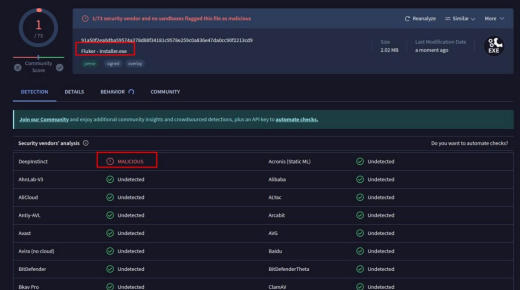 1
/ 73
Community
Score
1/73 security vendor and no sandboxes flagged this file as malicious
Reanalyze Similar More
Fluker - Installer.exe
signed overlay
Size
2.02 MB
Last Modification Date
a moment ago
EXE
DETECTION DETAILS BEHAVIOR COMMUNITY
Join our Community and enjoy additional community insights and crowdsourced detections, plus an API key to automate checks.
Security vendors' analysis Do you want to automate checks?
DeepInstinct MALICIOUS Acronis (Static ML) Undetected
AhnLab-V3 Undetected Alibaba Undetected
AliCloud Undetected ALYac Undetected
Antiy-AVL Undetected Arcabit Undetected
Avast Undetected AVG Undetected
Avira (no cloud) Undetected Baidu Undetected
BitDefender Undetected BitDefenderTheta Undetected
Bkav Pro Undetected ClamAV Undetected